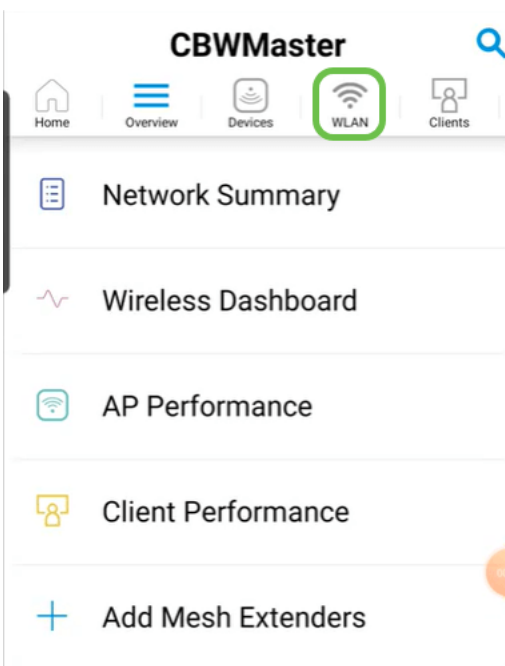 CBWMaster
Home Overview Devices WLAN Clients
Network Summary
Wireless Dashboard
AP Performance
Client Performance
Add Mesh Extenders